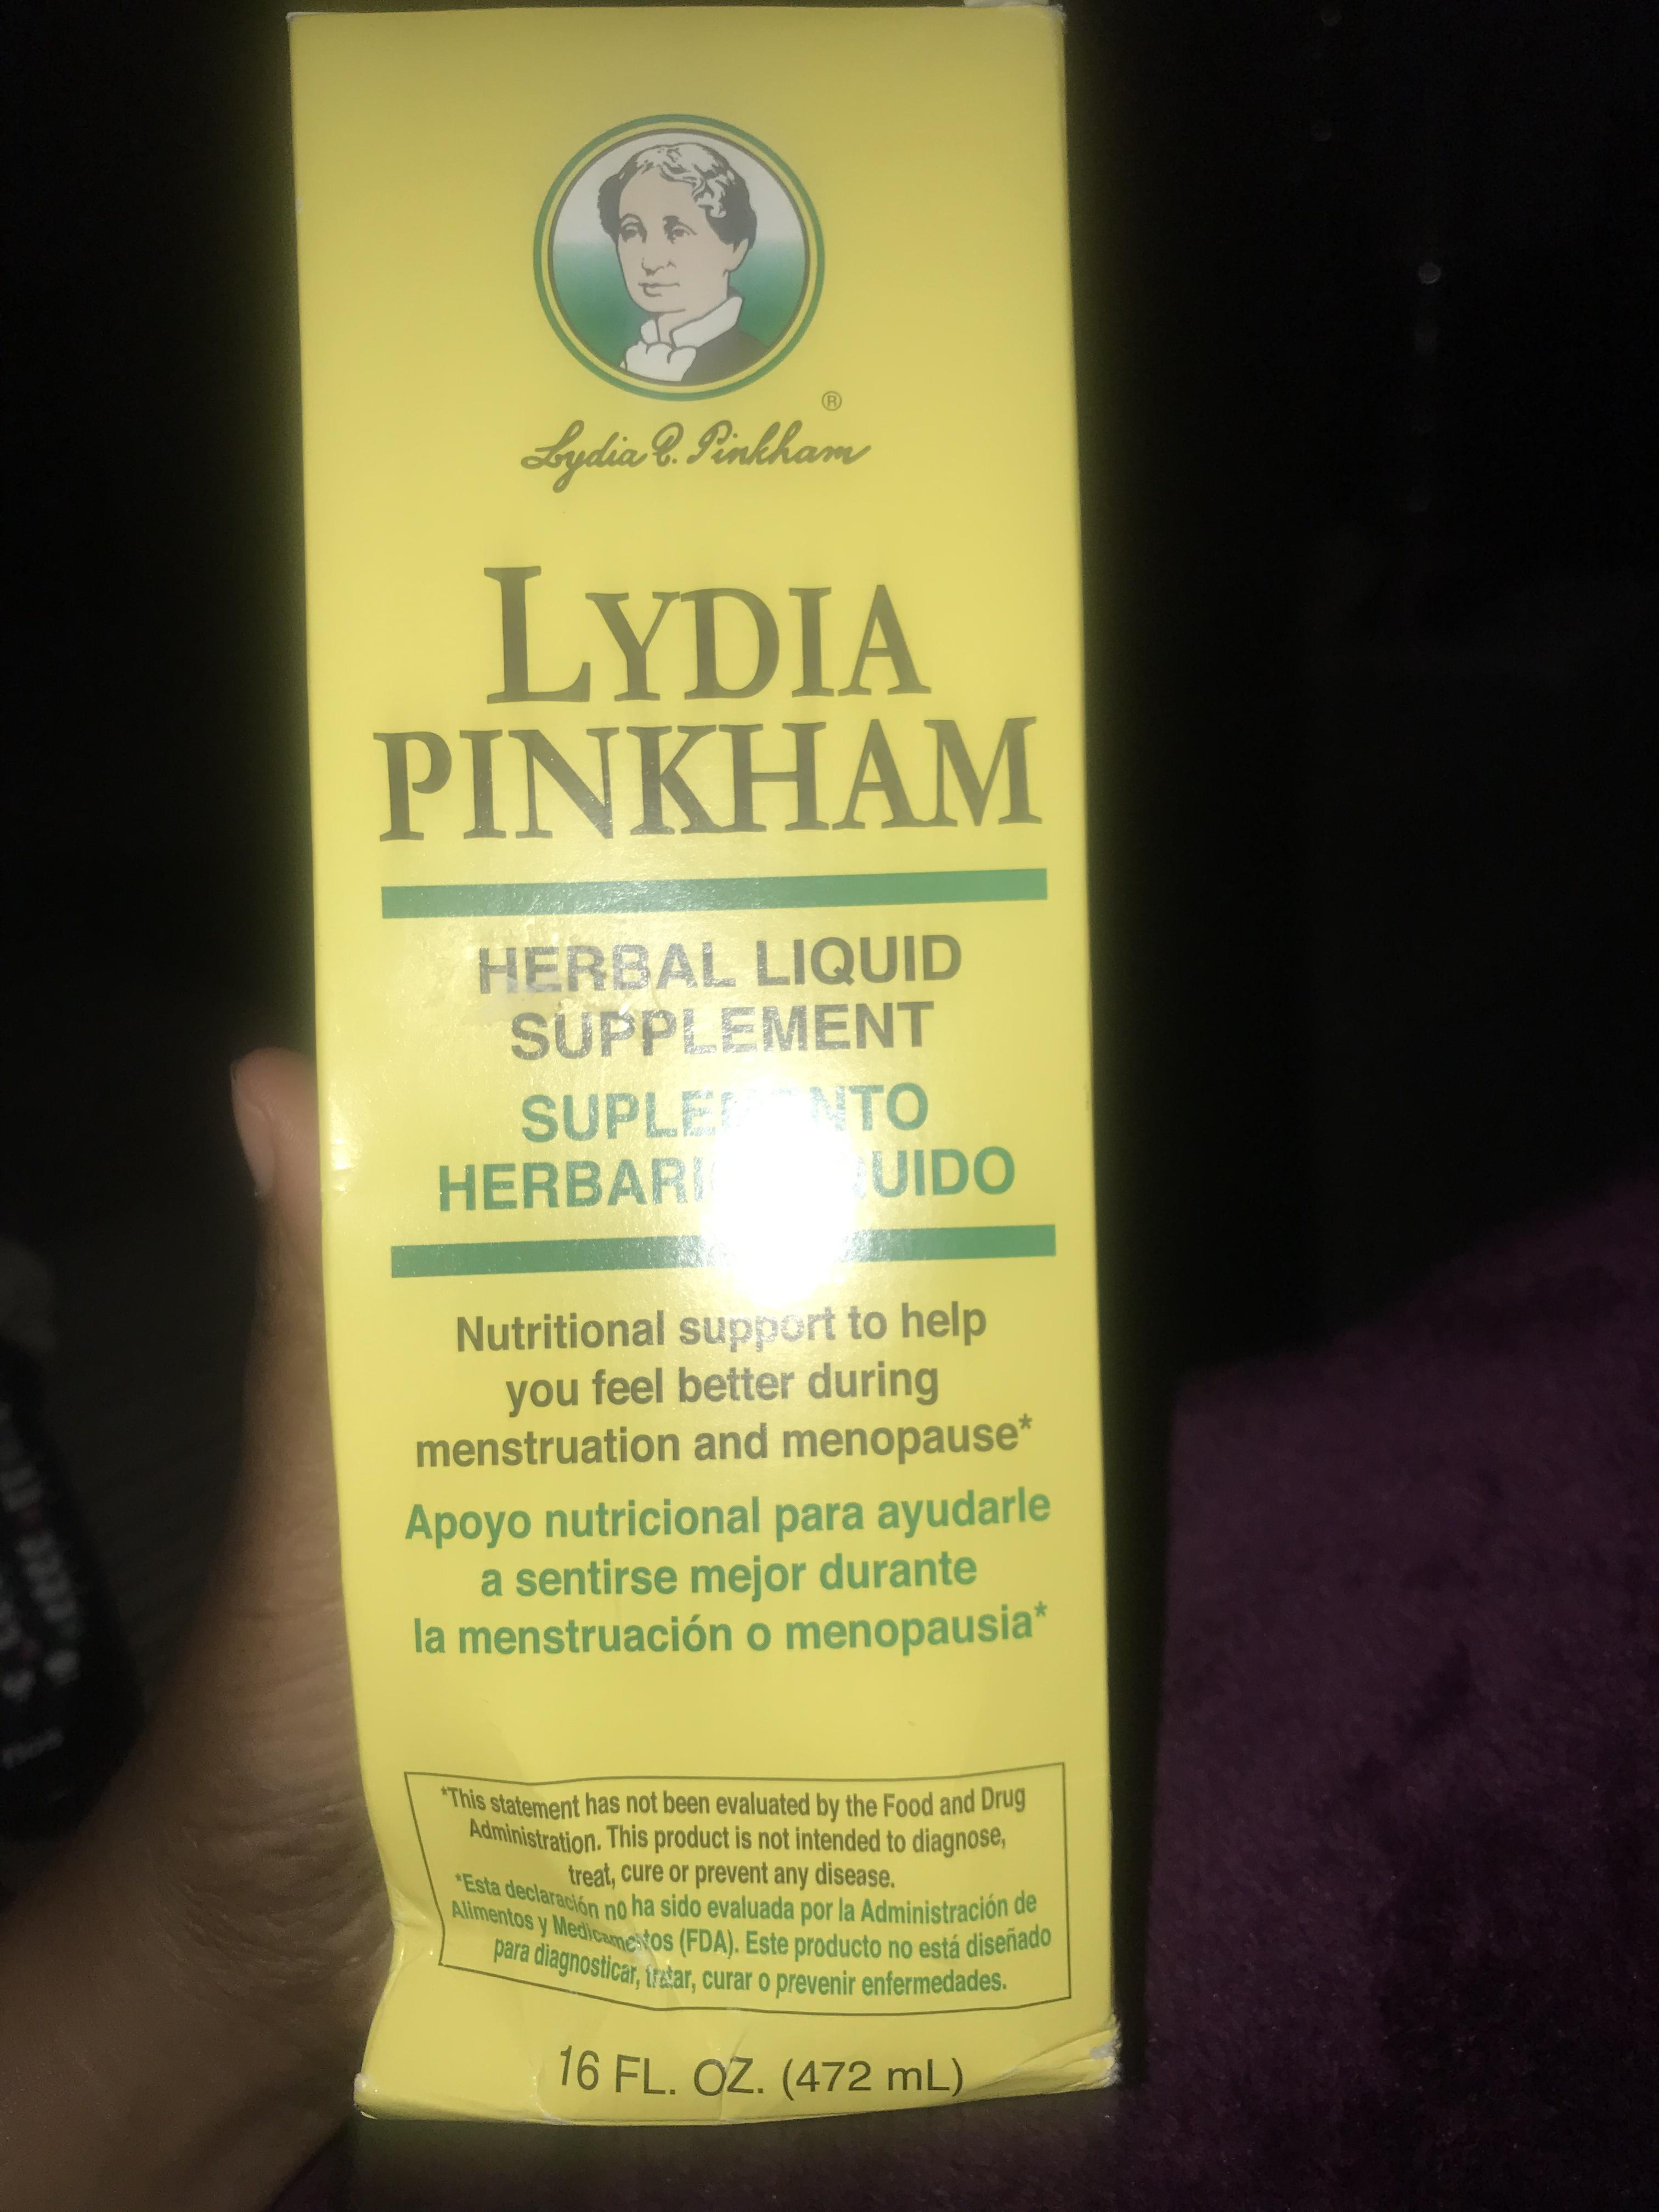 ®
Lydia E. Pinkham
LYDIA
PINKHAM
HERBAL LIQUID
SUPPLEMENT
SUPLEMENTO
Nutritional support to help
you feel better during
menstruation and menopause*
Apoyo nutricional para ayudarle
a sentirse mejor durante
la menstruación o menopausia*
*This statement has not been evaluated by the Food and Drug
Administration. This product is not intended to diagnose,
treat, cure or prevent any disease.
*Esta declaración no ha sido evaluada por la Administración de
Alimentos y Medicamentos (FDA). Este producto no está diseñado
para diagnosticar, tratar, curar o prevenir enfermedades.
16 FL. OZ. (472 mL)